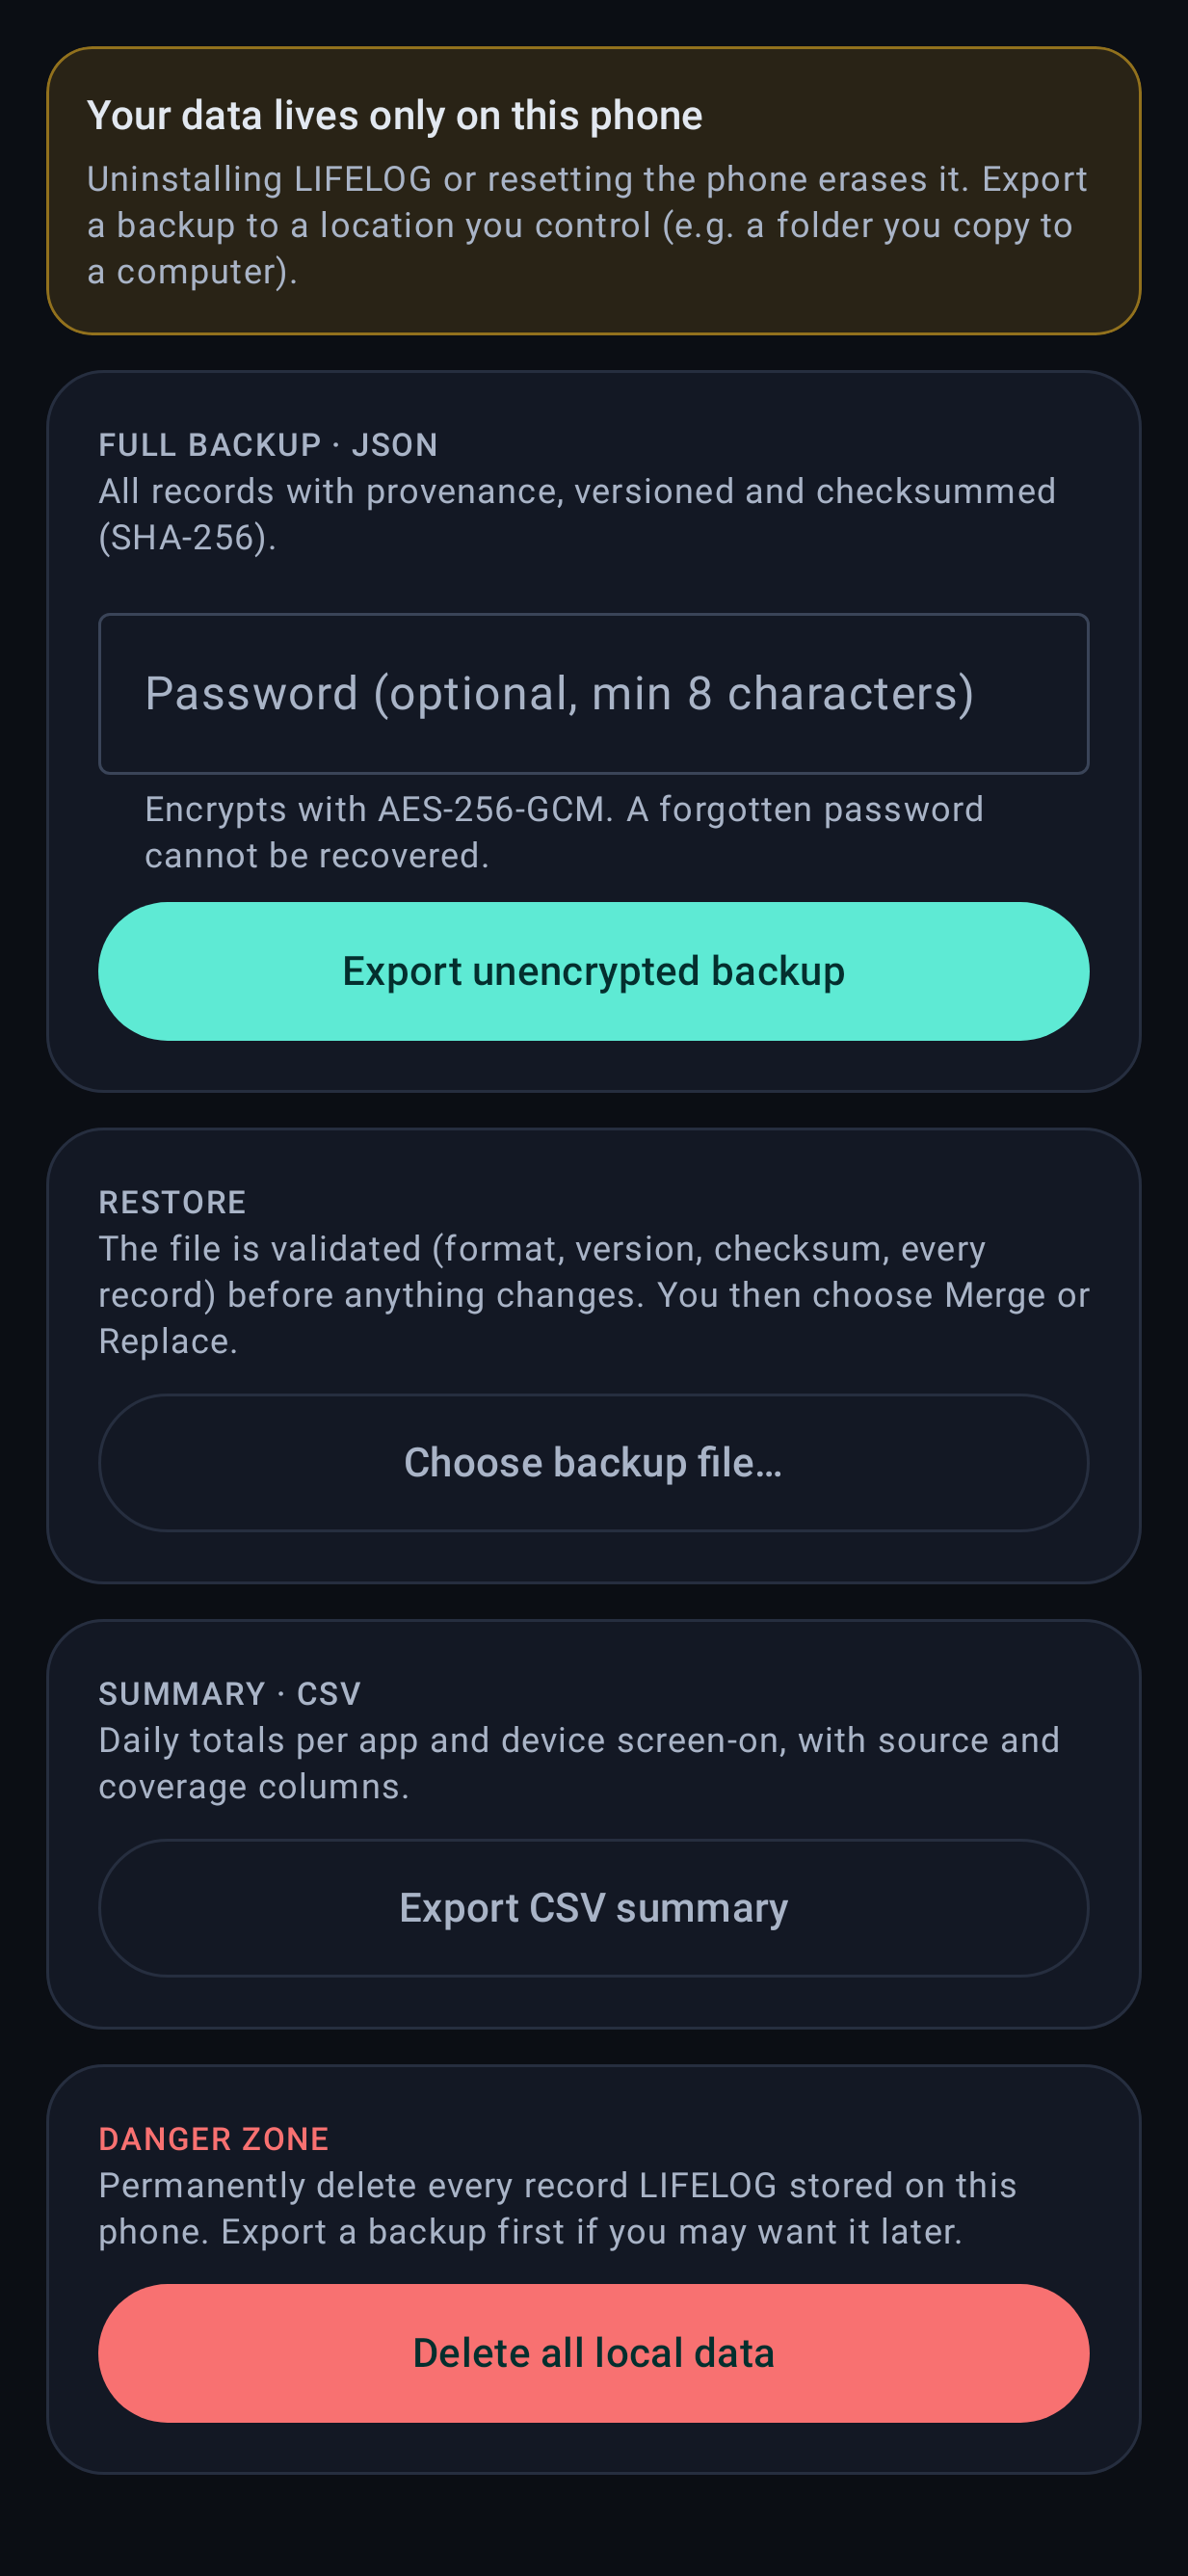 Your data lives only on this phone
Uninstalling LIFELOG or resetting the phone erases it. Export
a backup to a location you control (e.g. a folder you copy to
a computer).
FULL BACKUP · JSON
All records with provenance, versioned and checksummed
(SHA-256).
Password (optional, min 8 characters)
Encrypts with AES-256-GCM. A forgotten password
cannot be recovered.
Export unencrypted backup
RESTORE
The file is validated (format, version, checksum, every
record) before anything changes. You then choose Merge or
Replace.
Choose backup file…
SUMMARY · CSV
Daily totals per app and device screen-on, with source and
coverage columns.
Export CSV summary
DANGER ZONE
Permanently delete every record LIFELOG stored on this
phone. Export a backup first if you may want it later.
Delete all local data